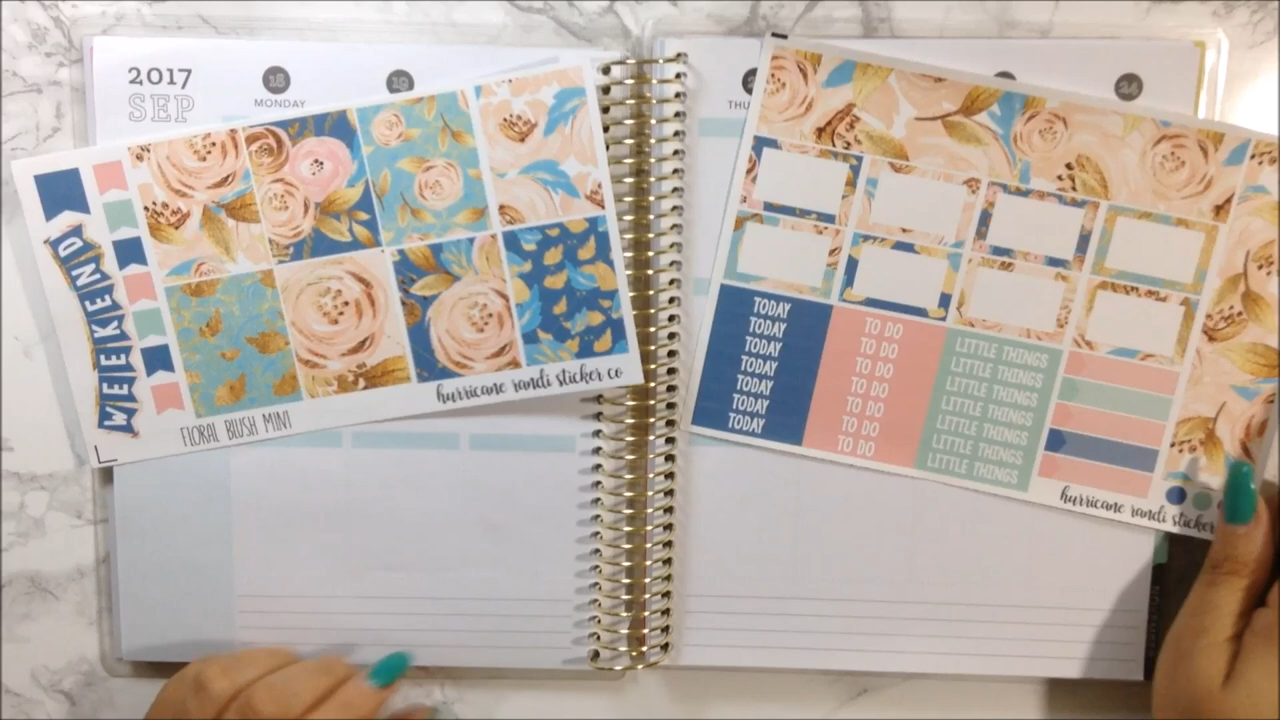 2017
SEP
18
MONDAY
19
THU
24
WEEKEND
FLORAL BLUSH MINI
hurricane randi sticker co
TODAY
TODAY
TODAY
TODAY
TODAY
TODAY
TODAY
TO DO
TO DO
TO DO
TO DO
TO DO
TO DO
TO DO
LITTLE THINGS
LITTLE THINGS
LITTLE THINGS
LITTLE THINGS
LITTLE THINGS
LITTLE THINGS
LITTLE THINGS
hurricane randi sticker